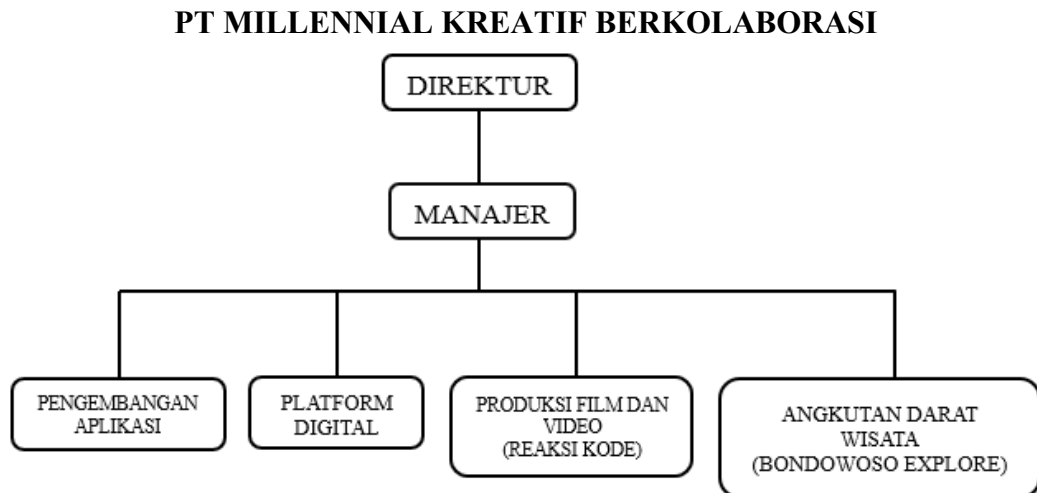 PT MILLENNIAL KREATIF BERKOLABORASI
DIREKTUR
MANAJER
PENGEMBANGAN
APLIKASI
PLATFORM
DIGITAL
PRODUKSI FILM DAN
VIDEO
(REAKSI KODE)
ANGKUTAN DARAT
WISATA
(BONDOWOSO EXPLORE)